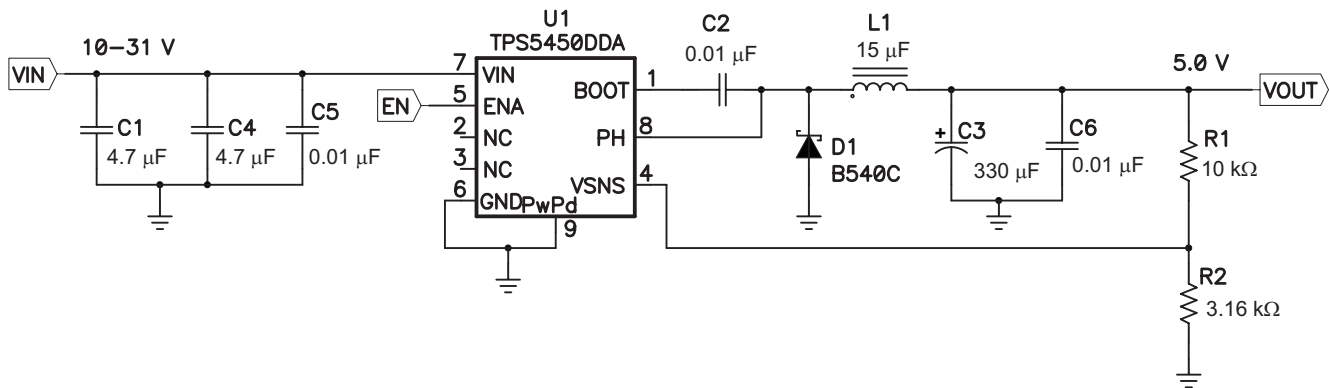 U1
TPS5450DDA
VIN
10-31 V
C1
4.7 µF
C4
4.7 µF
C5
0.01 µF
EN
7
VIN
5
ENA
2
NC
3
NC
6
GND
PwPd
9
BOOT
1
PH
8
VSNS
4
C2
0.01 µF
L1
15 µF
D1
B540C
+
C3
330 µF
C6
0.01 µF
5.0 V
VOUT
R1
10 kΩ
R2
3.16 kΩ